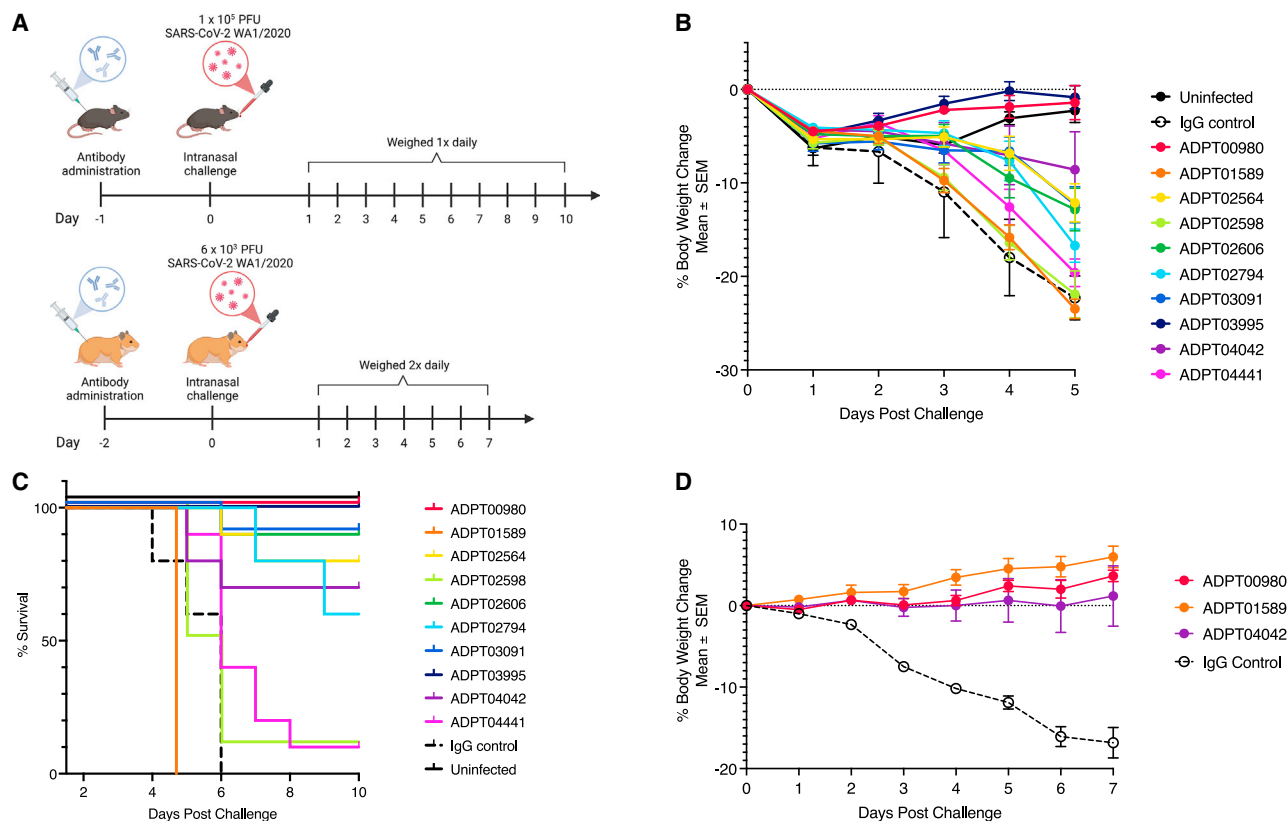 A
1 x 10⁵ PFU
SARS-CoV-2 WA1/2020
Antibody
administration
Intranasal
challenge
Weighed 1x daily
Day
-1 0 1 2 3 4 5 6 7 8 9 10
6 x 10³ PFU
SARS-CoV-2 WA1/2020
Antibody
administration
Intranasal
challenge
Weighed 2x daily
Day
-2 0 1 2 3 4 5 6 7
B
% Body Weight Change
Mean ± SEM
0
-10
-20
-30
0 1 2 3 4 5
Days Post Challenge
Uninfected
IgG control
ADPT00980
ADPT01589
ADPT02564
ADPT02598
ADPT02606
ADPT02794
ADPT03091
ADPT03995
ADPT04042
ADPT04441
C
% Survival
100
50
0
2 4 6 8 10
Days Post Challenge
ADPT00980
ADPT01589
ADPT02564
ADPT02598
ADPT02606
ADPT02794
ADPT03091
ADPT03995
ADPT04042
ADPT04441
IgG control
Uninfected
D
% Body Weight Change
Mean ± SEM
10
0
-10
-20
0 1 2 3 4 5 6 7
Days Post Challenge
ADPT00980
ADPT01589
ADPT04042
IgG Control